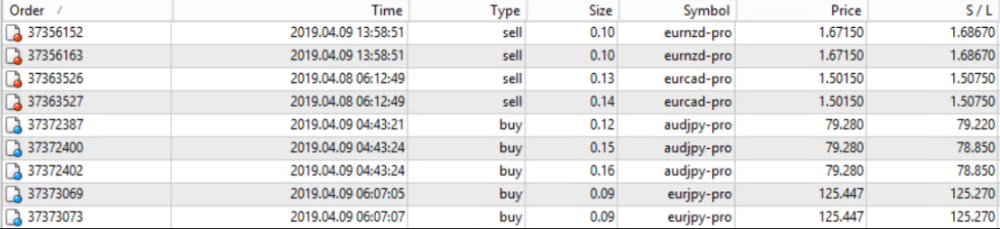 Order / Time Type Size Symbol Price S / L
37356152 2019.04.09 13:58:51 sell 0.10 eurnzd-pro 1.67150 1.68670
37356163 2019.04.09 13:58:51 sell 0.10 eurnzd-pro 1.67150 1.68670
37363526 2019.04.08 06:12:49 sell 0.13 eurcad-pro 1.50150 1.50750
37363527 2019.04.08 06:12:49 sell 0.14 eurcad-pro 1.50150 1.50750
37372387 2019.04.09 04:43:21 buy 0.12 audjpy-pro 79.280 79.220
37372400 2019.04.09 04:43:24 buy 0.15 audjpy-pro 79.280 78.850
37372402 2019.04.09 04:43:24 buy 0.16 audjpy-pro 79.280 78.850
37373069 2019.04.09 06:07:05 buy 0.09 eurjpy-pro 125.447 125.270
37373073 2019.04.09 06:07:07 buy 0.09 eurjpy-pro 125.447 125.270